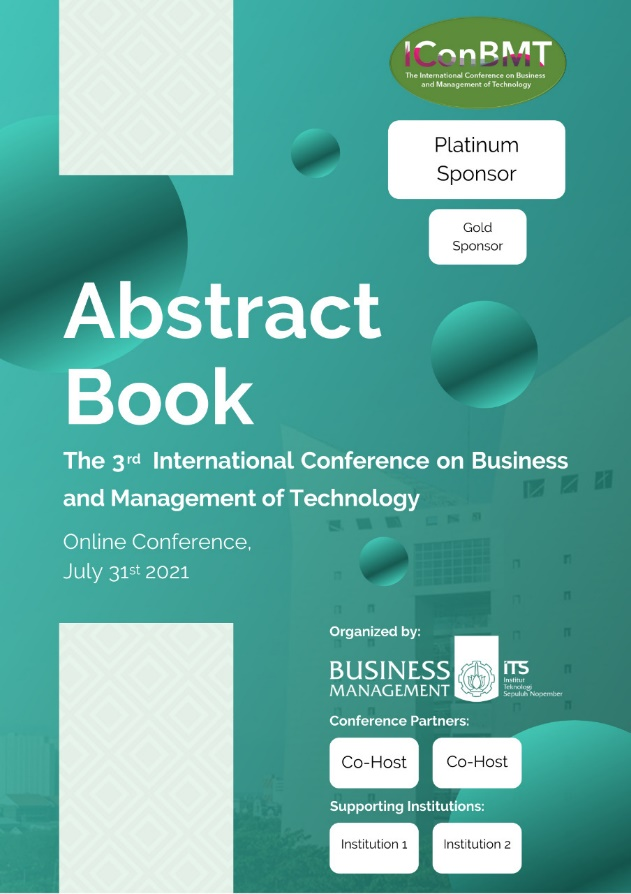 IConBMT
The International Conference on Business
and Management of Technology
Platinum
Sponsor
Gold
Sponsor
Abstract
Book
The 3rd International Conference on Business
and Management of Technology
Online Conference,
July 31st 2021
Organized by:
BUSINESS
MANAGEMENT
ITS
Institut
Teknologi
Sepuluh Nopember
Conference Partners:
Co-Host
Co-Host
Supporting Institutions:
Institution 1
Institution 2